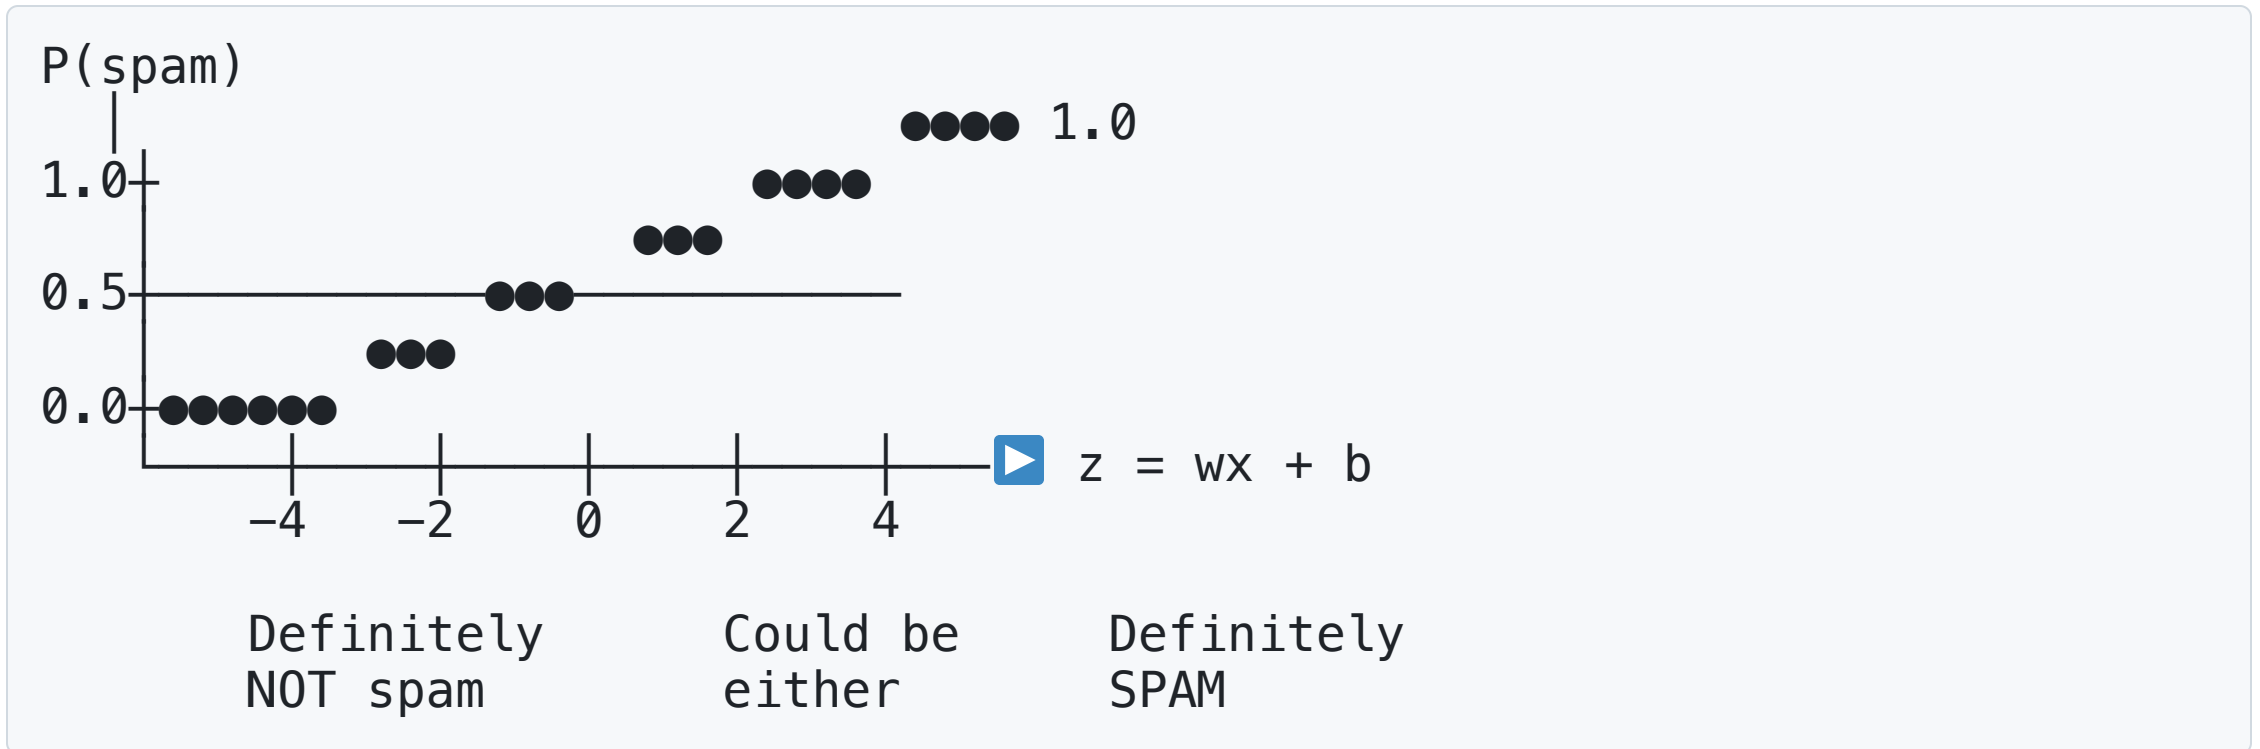 P(spam)
●●●● 1.0
1.0
●●●●
●●●
0.5 ●●●
●●●
0.0 ●●●●●●
▶ z = wx + b
−4 −2 0 2 4
Definitely Could be Definitely
NOT spam either SPAM